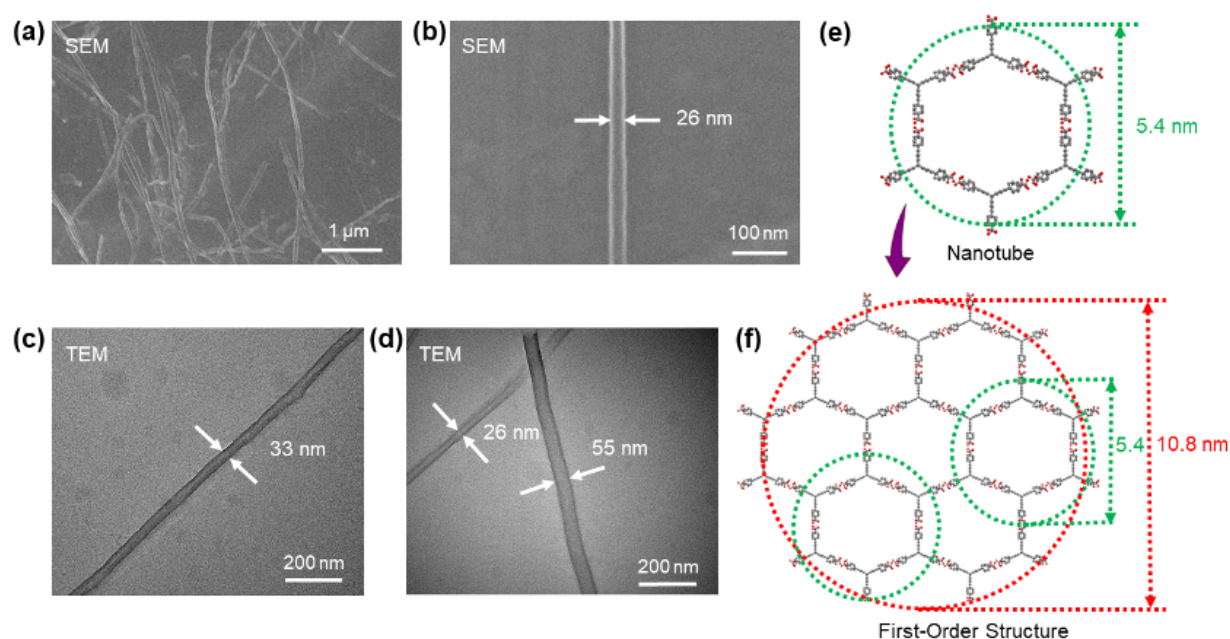 (a)
SEM
1 µm
(b)
SEM
26 nm
100 nm
(e)
5.4 nm
Nanotube
(c)
TEM
33 nm
200 nm
(d)
TEM
26 nm
55 nm
200 nm
(f)
5.4
10.8 nm
First-Order Structure